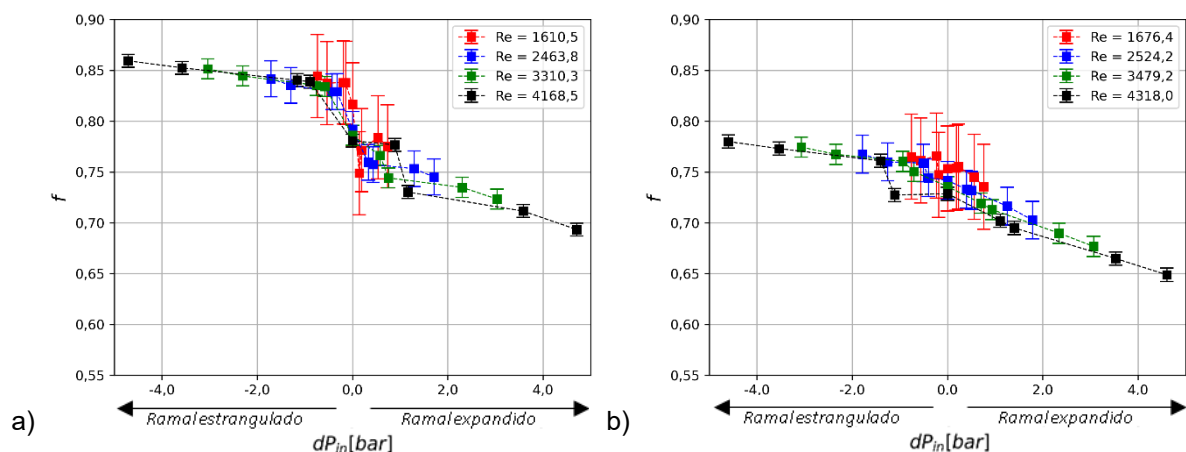 0,90
0,85
0,80
0,75
0,70
0,65
0,60
0,55
f
Re = 1610,5
Re = 2463,8
Re = 3310,3
Re = 4168,5
-4,0 -2,0 0,0 2,0 4,0
Ramal estrangulado Ramal expandido
dP_in[bar]
a)
0,90
0,85
0,80
0,75
0,70
0,65
0,60
0,55
f
Re = 1676,4
Re = 2524,2
Re = 3479,2
Re = 4318,0
-4,0 -2,0 0,0 2,0 4,0
Ramal estrangulado Ramal expandido
dP_in[bar]
b)